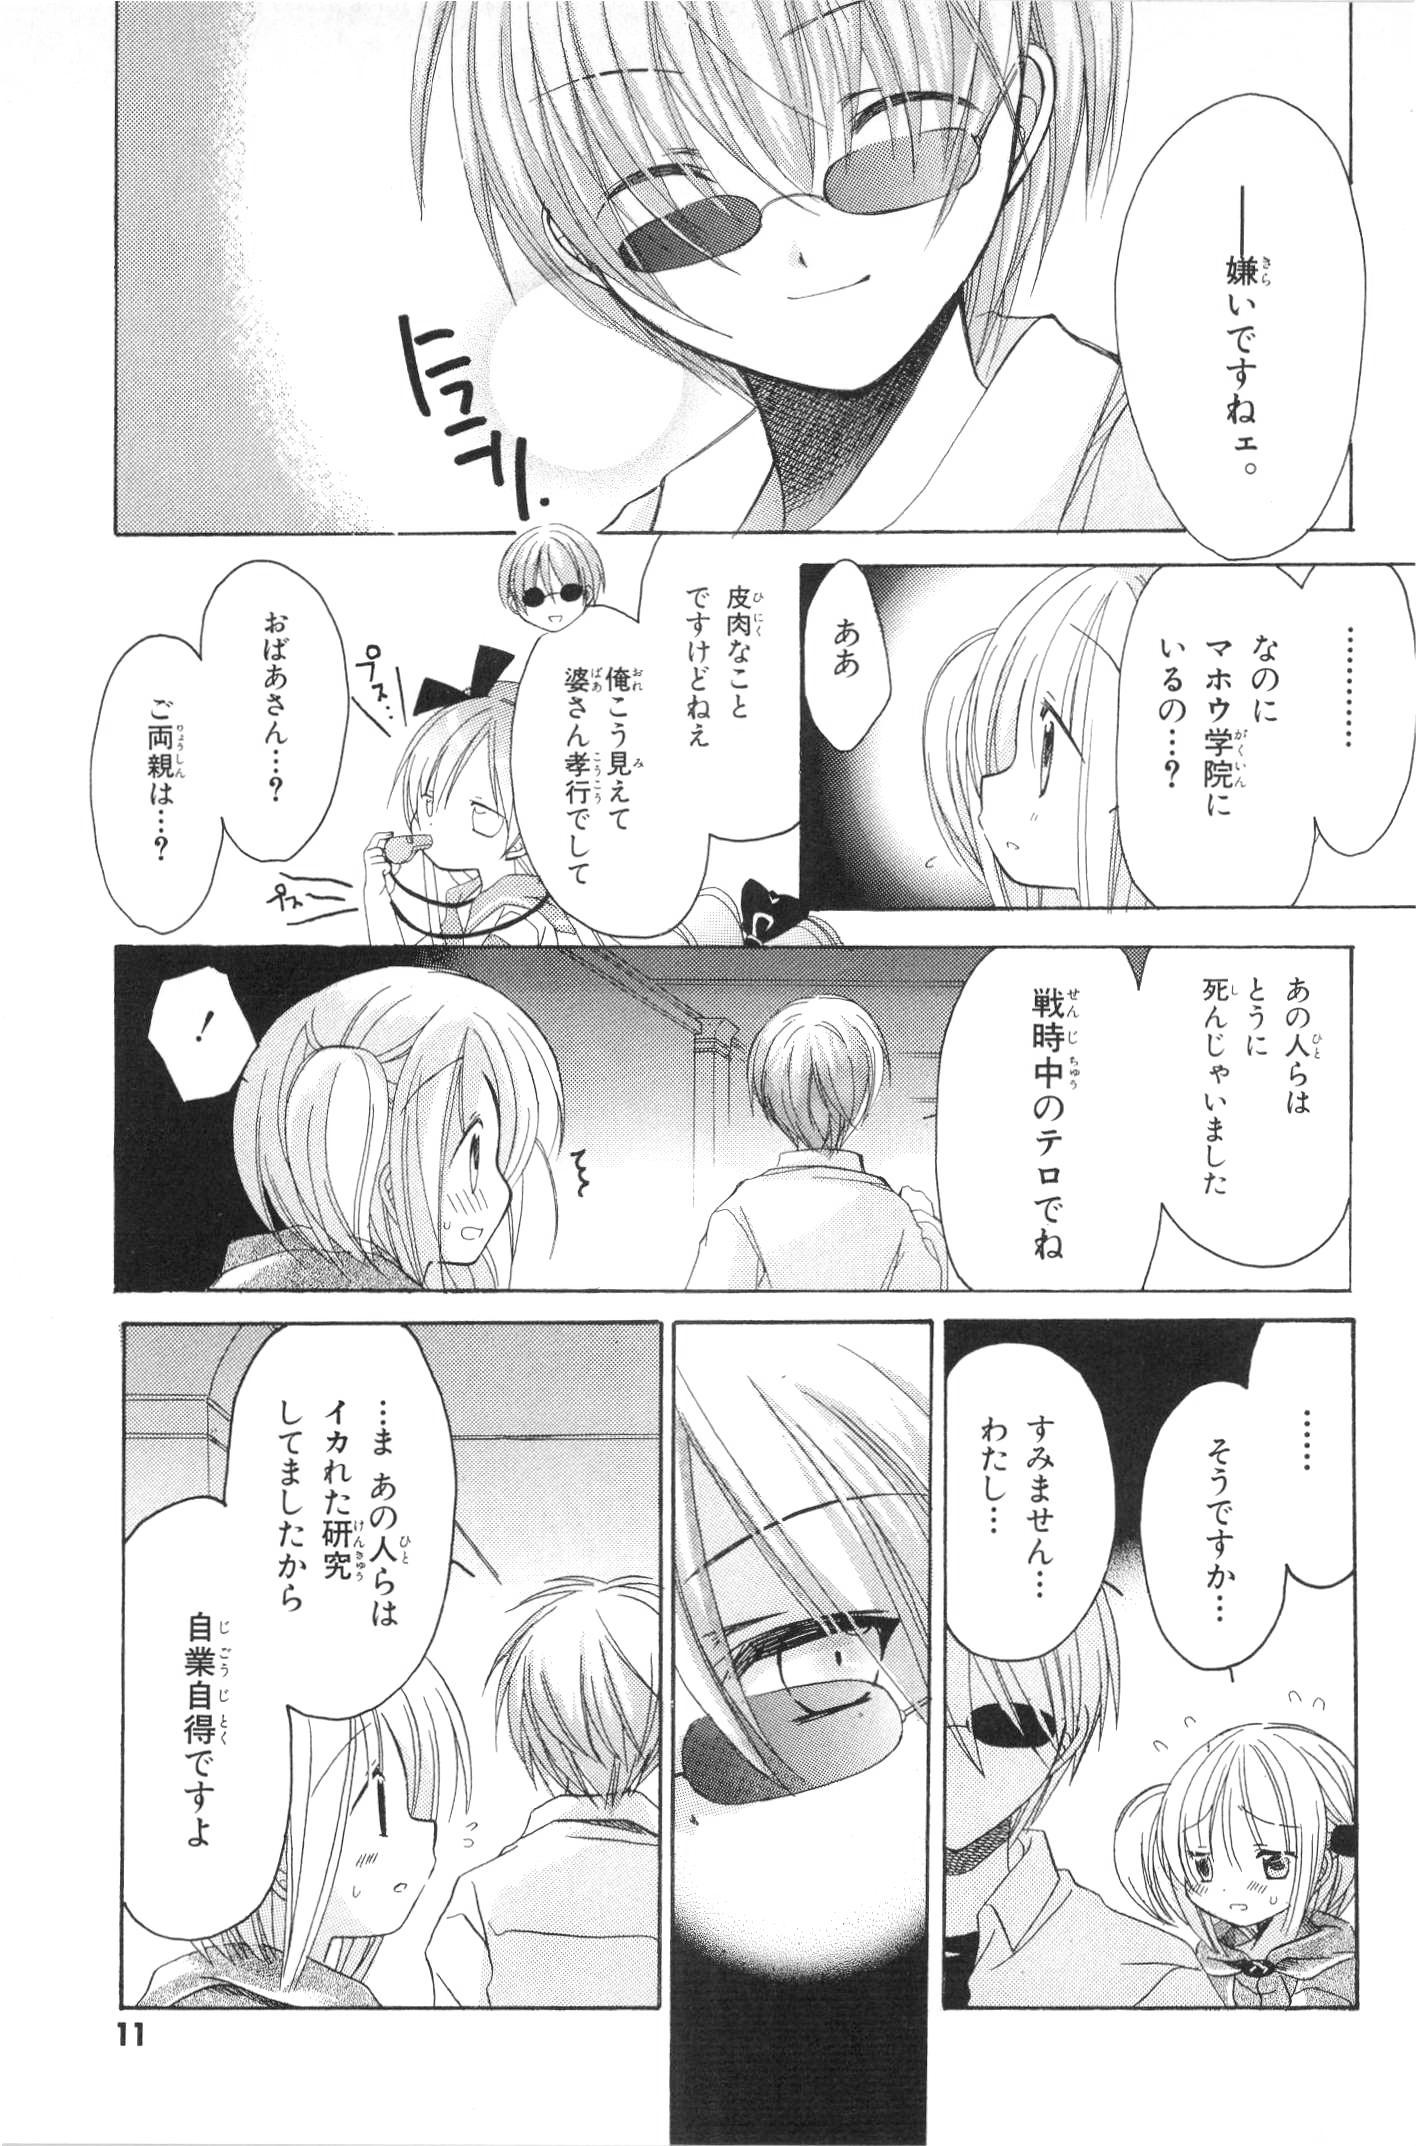 ――嫌いですねェ。
ニコリ
…………
なのに
マホウ学院に
いるの…？
ああ
皮肉なこと
ですけどねえ
俺こう見えて
婆さん孝行でして
プス…
プスーー
おばあさん…？
ご両親は…？
あの人らは
とうに
死んじゃいました
戦時中のテロでね
！
……
そうですか…
すみません…
わたし…
…ま あの人らは
イカれた研究
してましたから
自業自得ですよ
11